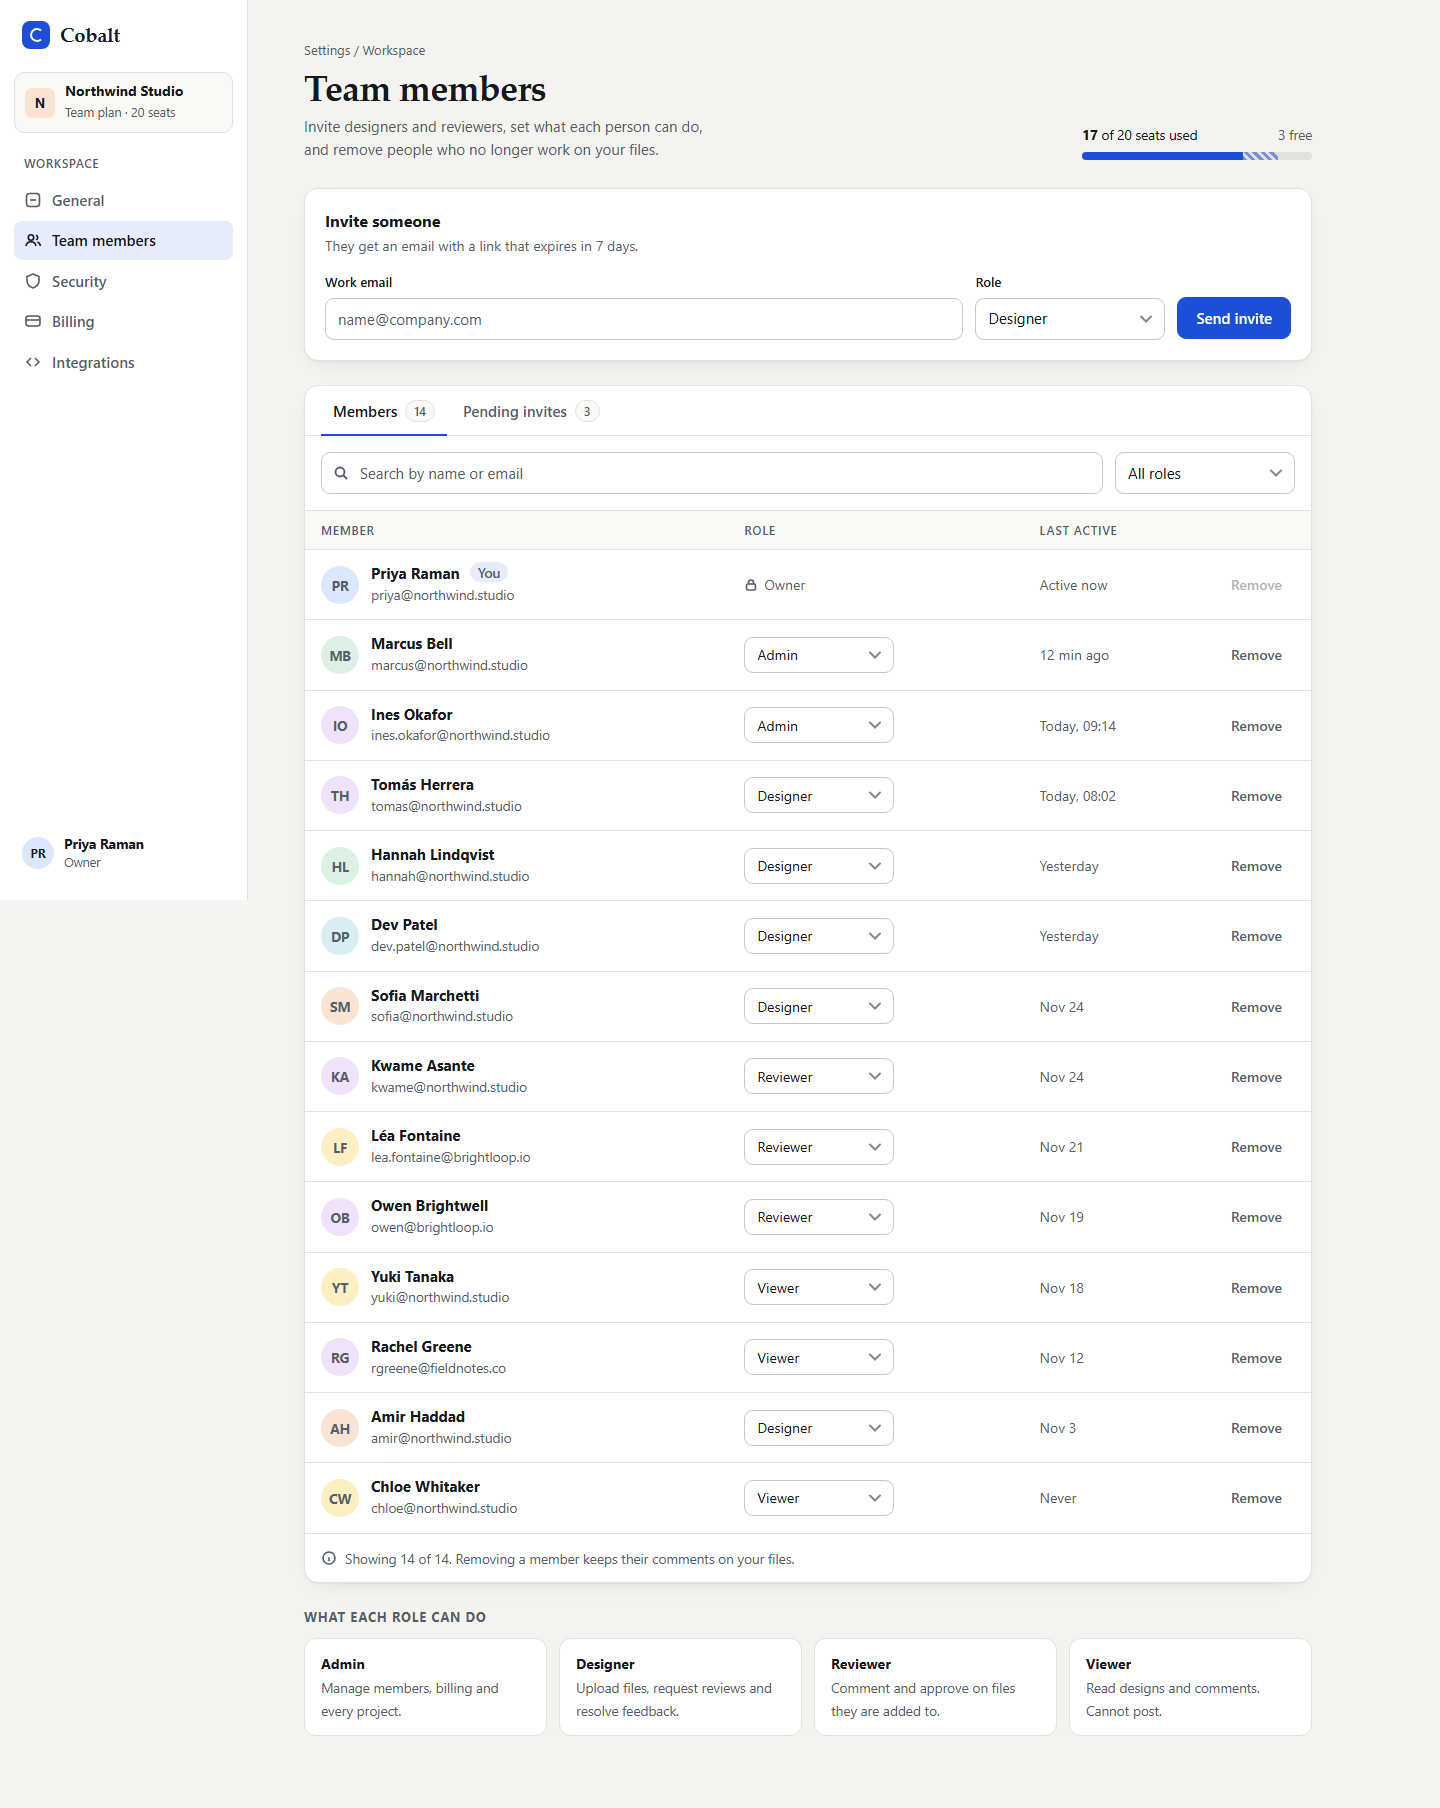 Cobalt
N
Northwind Studio
Team plan · 20 seats
WORKSPACE
General
Team members
Security
Billing
Integrations
PR
Priya Raman
Owner
Settings / Workspace
Team members
Invite designers and reviewers, set what each person can do,
and remove people who no longer work on your files.
17 of 20 seats used
3 free
Invite someone
They get an email with a link that expires in 7 days.
Work email
Role
name@company.com
Designer
Send invite
Members 14
Pending invites 3
Search by name or email
All roles
MEMBER
ROLE
LAST ACTIVE
PR
Priya Raman You
priya@northwind.studio
Owner
Active now
Remove
MB
Marcus Bell
marcus@northwind.studio
Admin
12 min ago
Remove
IO
Ines Okafor
ines.okafor@northwind.studio
Admin
Today, 09:14
Remove
TH
Tomás Herrera
tomas@northwind.studio
Designer
Today, 08:02
Remove
HL
Hannah Lindqvist
hannah@northwind.studio
Designer
Yesterday
Remove
DP
Dev Patel
dev.patel@northwind.studio
Designer
Yesterday
Remove
SM
Sofia Marchetti
sofia@northwind.studio
Designer
Nov 24
Remove
KA
Kwame Asante
kwame@northwind.studio
Reviewer
Nov 24
Remove
LF
Léa Fontaine
lea.fontaine@brightloop.io
Reviewer
Nov 21
Remove
OB
Owen Brightwell
owen@brightloop.io
Reviewer
Nov 19
Remove
YT
Yuki Tanaka
yuki@northwind.studio
Viewer
Nov 18
Remove
RG
Rachel Greene
rgreene@fieldnotes.co
Viewer
Nov 12
Remove
AH
Amir Haddad
amir@northwind.studio
Designer
Nov 3
Remove
CW
Chloe Whitaker
chloe@northwind.studio
Viewer
Never
Remove
Showing 14 of 14. Removing a member keeps their comments on your files.
WHAT EACH ROLE CAN DO
Admin
Manage members, billing and
every project.
Designer
Upload files, request reviews and
resolve feedback.
Reviewer
Comment and approve on files
they are added to.
Viewer
Read designs and comments.
Cannot post.